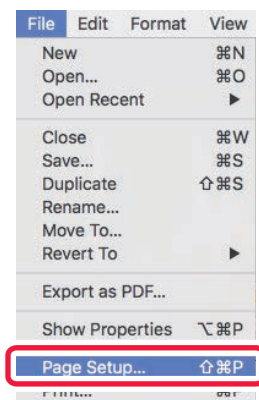 File Edit Format View
New ⌘N
Open... ⌘O
Open Recent ▶
Close ⌘W
Save... ⌘S
Duplicate ⇧⌘S
Rename...
Move To...
Revert To ▶
Export as PDF...
Show Properties ⌥⌘P
Page Setup... ⇧⌘P
Print... ⌘P